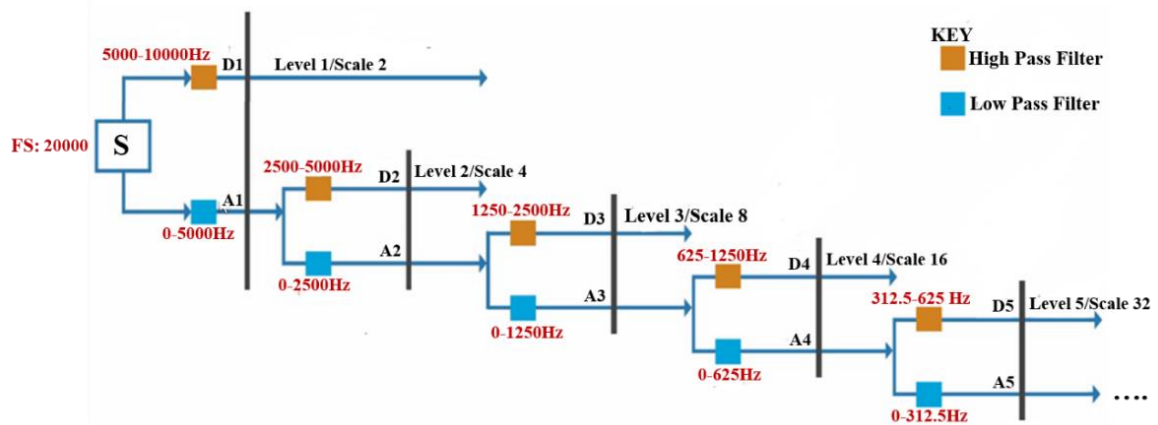 5000-10000Hz
D1
Level 1/Scale 2
KEY
High Pass Filter
Low Pass Filter
FS: 20000
S
2500-5000Hz
D2
Level 2/Scale 4
A1
0-5000Hz
1250-2500Hz
D3
Level 3/Scale 8
A2
0-2500Hz
625-1250Hz
D4
Level 4/Scale 16
A3
0-1250Hz
312.5-625 Hz
D5
Level 5/Scale 32
A4
0-625Hz
A5
....
0-312.5Hz